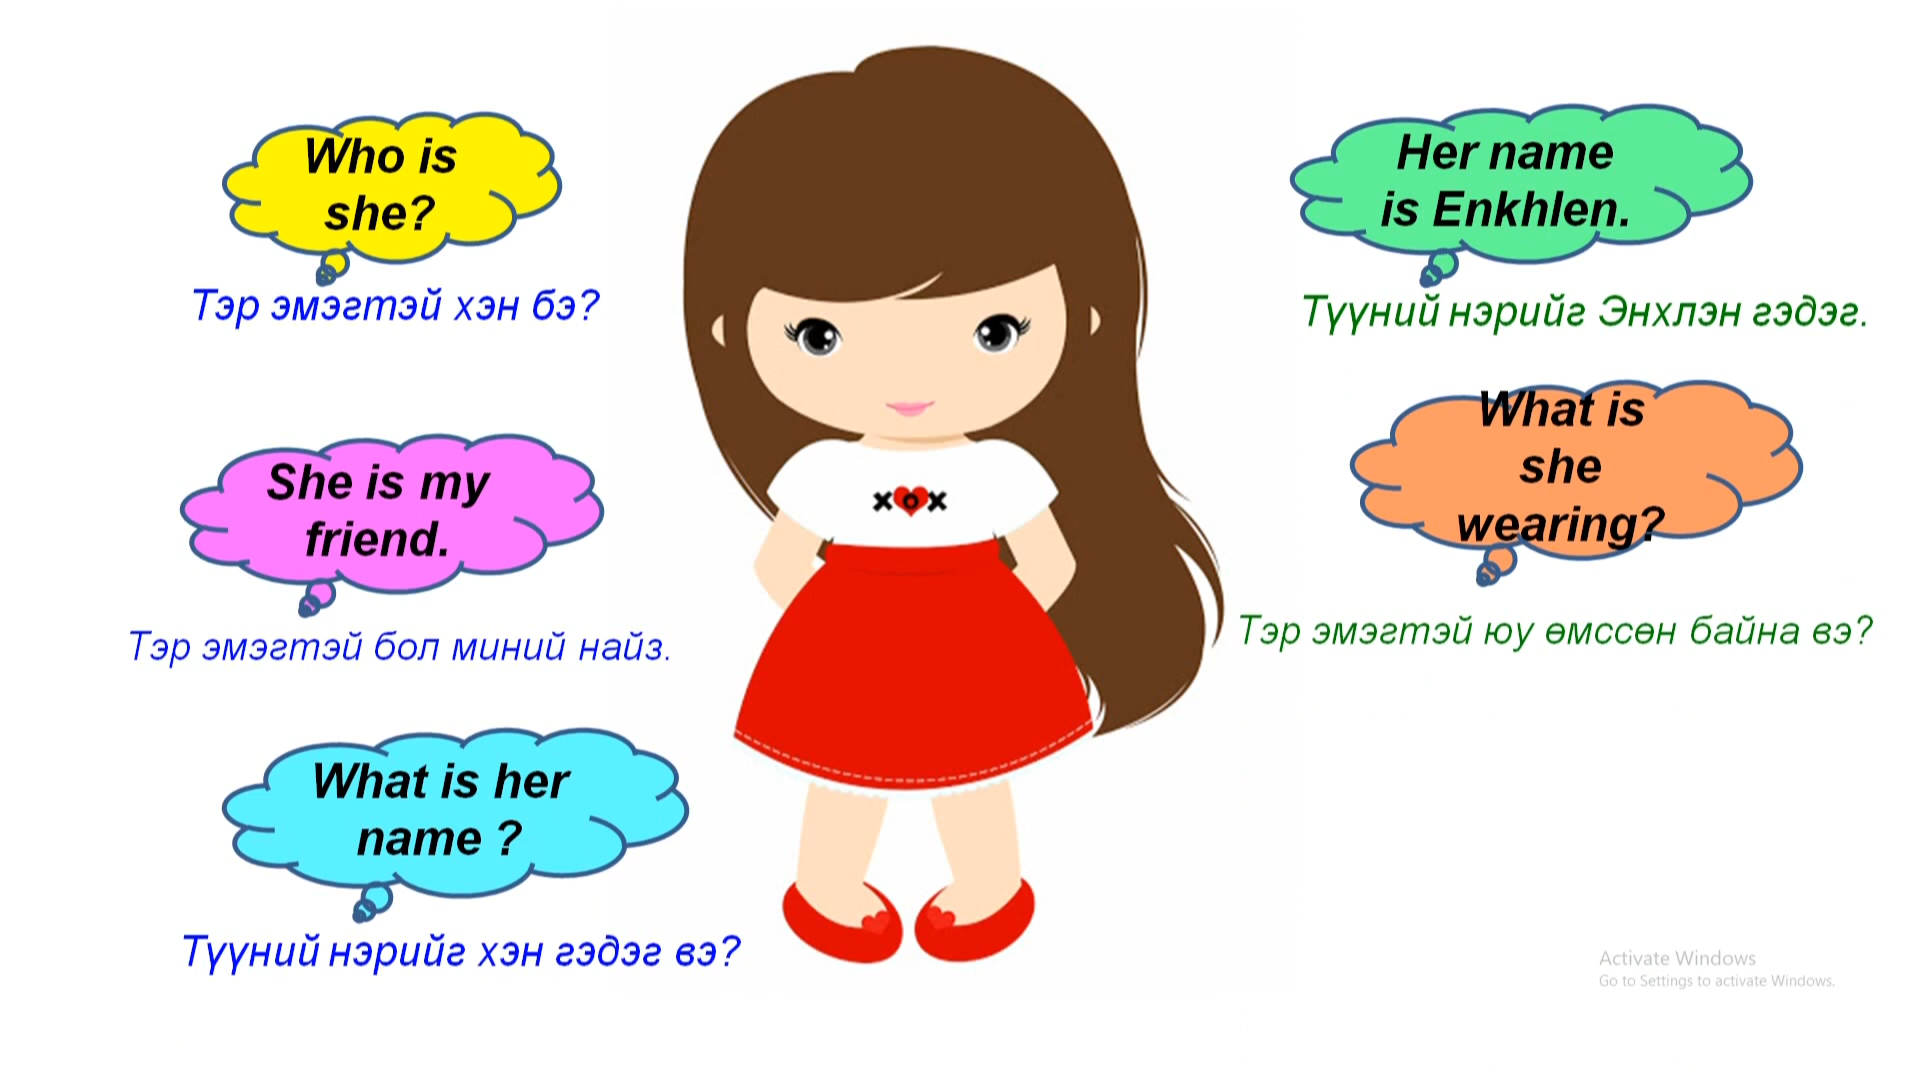 Who is
she?
Тэр эмэгтэй хэн бэ?
She is my
friend.
Тэр эмэгтэй бол миний найз.
What is her
name ?
Түүний нэрийг хэн гэдэг вэ?
xox
Her name
is Enkhlen.
Түүний нэрийг Энхлэн гэдэг.
What is
she
wearing?
Тэр эмэгтэй юу өмссөн байна вэ?
Activate Windows
Go to Settings to activate Windows.